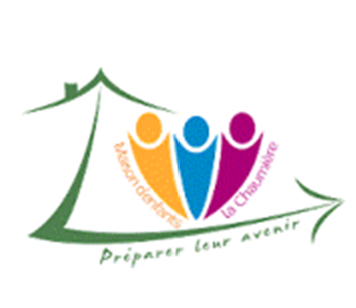 Maison d'enfants
La Chaumière
Préparer leur avenir